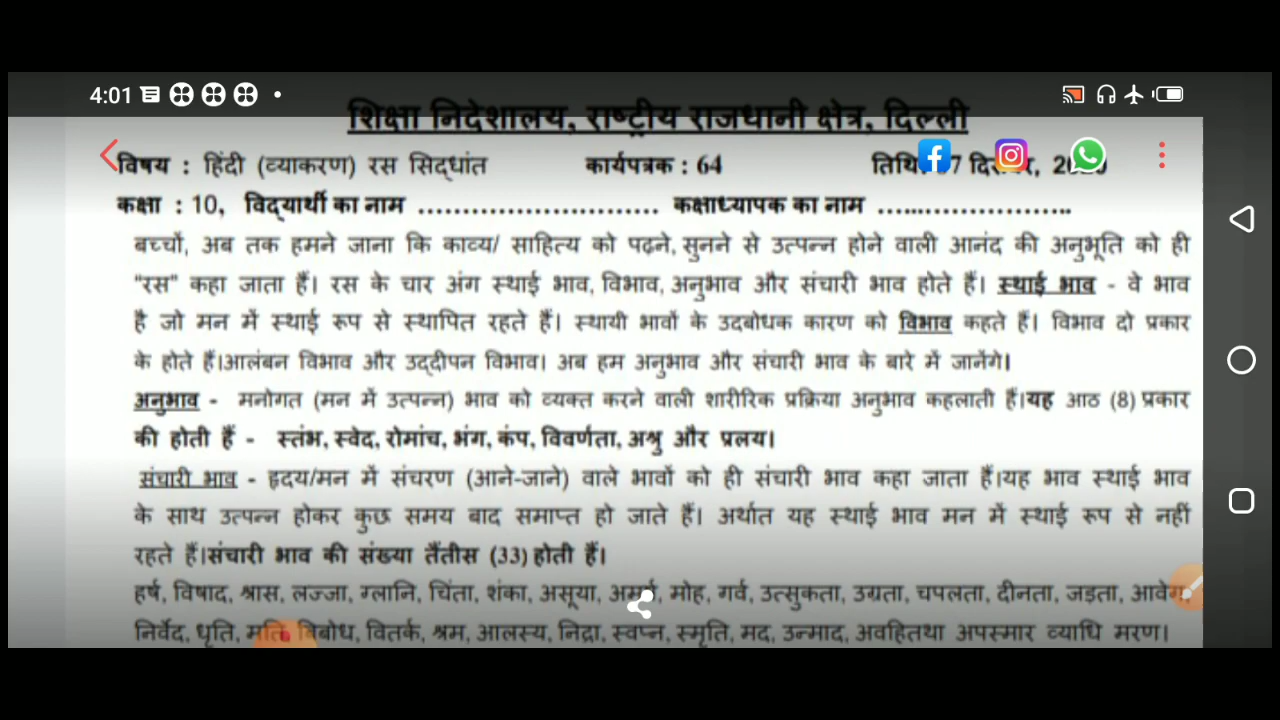 4:01
शिक्षा निदेशालय, राष्ट्रीय राजधानी क्षेत्र, दिल्ली
विषय : हिंदी (व्याकरण) रस सिद्धांत कार्यपत्रक : 64 तिथि
कक्षा : 10, विद्यार्थी का नाम ........................... कक्षाध्यापक का नाम .....................
बच्चों, अब तक हमने जाना कि काव्य/ साहित्य को पढ़ने, सुनने से उत्पन्न होने वाली आनंद की अनुभूति को ही
"रस" कहा जाता हैं। रस के चार अंग स्थाई भाव, विभाव, अनुभाव और संचारी भाव होते हैं। स्थाई भाव - वे भाव
है जो मन में स्थाई रूप से स्थापित रहते हैं। स्थायी भावों के उदबोधक कारण को विभाव कहते हैं। विभाव दो प्रकार
के होते हैं।आलंबन विभाव और उद्दीपन विभाव। अब हम अनुभाव और संचारी भाव के बारे में जानेंगे।
अनुभाव - मनोगत (मन में उत्पन्न) भाव को व्यक्त करने वाली शारीरिक प्रक्रिया अनुभाव कहलाती हैं।यह आठ (8) प्रकार
की होती हैं - स्तंभ, स्वेद, रोमांच, भंग, कंप, विवर्णता, अश्रु और प्रलय।
संचारी भाव - हृदय/मन में संचरण (आने-जाने) वाले भावों को ही संचारी भाव कहा जाता हैं।यह भाव स्थाई भाव
के साथ उत्पन्न होकर कुछ समय बाद समाप्त हो जाते हैं। अर्थात यह स्थाई भाव मन में स्थाई रूप से नहीं
रहते हैं।संचारी भाव की संख्या तैंतीस (33) होती हैं।
हर्ष, विषाद, श्रास, लज्जा, ग्लानि, चिंता, शंका, असूया, मोह, गर्व, उत्सुकता, उग्रता, चपलता, दीनता, जड़ता, आवेग,
निर्वेद, धृति, मति, बिबोध, वितर्क, श्रम, आलस्य, निद्रा, स्वप्न, स्मृति, मद, उन्माद, अवहितथा अपस्मार व्याधि मरण।